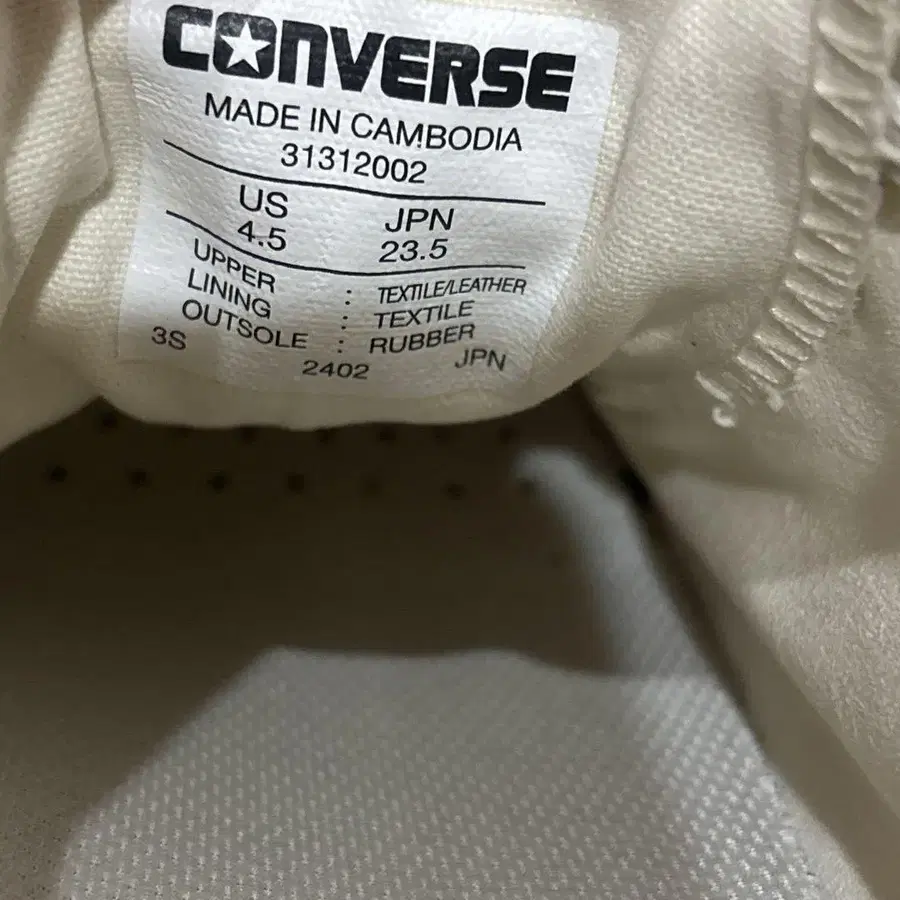 CONVERSE
MADE IN CAMBODIA
31312002
US JPN
4.5 23.5
UPPER : TEXTILE/LEATHER
LINING : TEXTILE
OUTSOLE : RUBBER
3S 2402 JPN